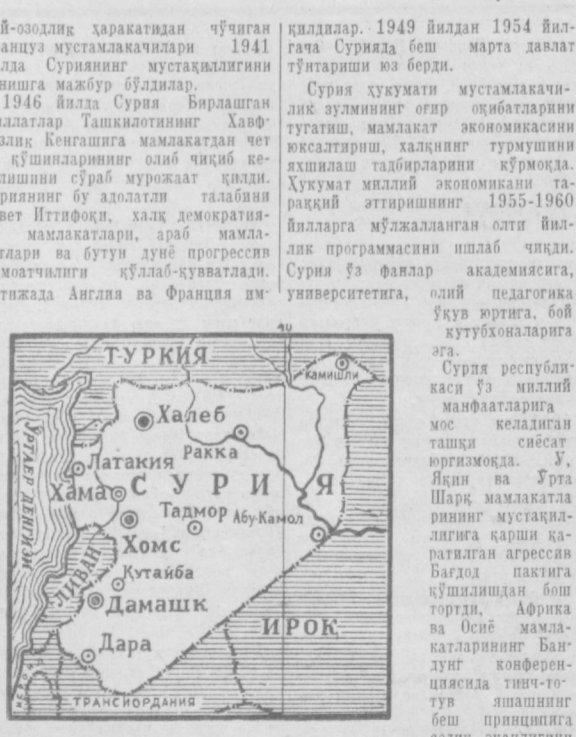 й-озодлик ҳаракатидан чўчиган
анцуз мустамлакачилари 1941
лда Суриянинг мустақиллигини
нишга мажбур бўлдилар.
1946 йилда Сурия Бирлашган
ллатлар Ташкилотининг Хавф-
злик Кенгашига мамлакатдан чет
қўшинларининг олиб чиқиб ке-
лишини сўраб мурожаат қилди.
риянинг бу адолатли талабини
вет Иттифоқи, халқ демократия-
мамлакатлари, араб мамла-
тлари ва бутун дунё прогрессив
моатчилиги қўллаб-қувватлади.
тижада Англия ва Франция им-
қилдилар. 1949 йилдан 1954 йил-
гача Сурияда беш марта давлат
тўнтариши юз берди.
Сурия ҳукумати мустамлакачи-
лик зулмининг оғир оқибатларини
тугатиш, мамлакат экономикасини
юксалтириш, халқнинг турмушини
яхшилаш тадбирларини кўрмоқда.
Ҳукумат миллий экономикани та-
рақкий эттиришнинг 1955-1960
йилларга мўлжалланган олти йил-
лик программасини ишлаб чиқди.
Сурия ўз фанлар академиясига,
университетига, олий педагогика
ўқув юртига, бой
кутубхоналарига
эга.
Сурия республи-
каси ўз миллий
манфаатларига
мос келадиган
ташқи сиёсат
юргизмоқда. У,
Яқин ва Ўрта
Шарқ мамлакатла
рининг мустақил-
лигига қарши қа-
ратилган агрессив
Бағдод пактига
қўшилишдан бош
тортди, Африка
ва Осиё мамла-
катларининг Бан-
дунг конферен-
циясида тинч-то-
тув яшашнинг
беш принципига
40
ТУРКИЯ
Камишли
Халеб
Ракка
Латакия
Хама
СУРИЯ
Тадмор
Абу-Камол
Хомс
ЎРТАЕР ДЕНГИЗИ
ЛИВАН
Қутайба
Дамашк
ИРОҚ
Дара
ТРАНСИОРДАНИЯ